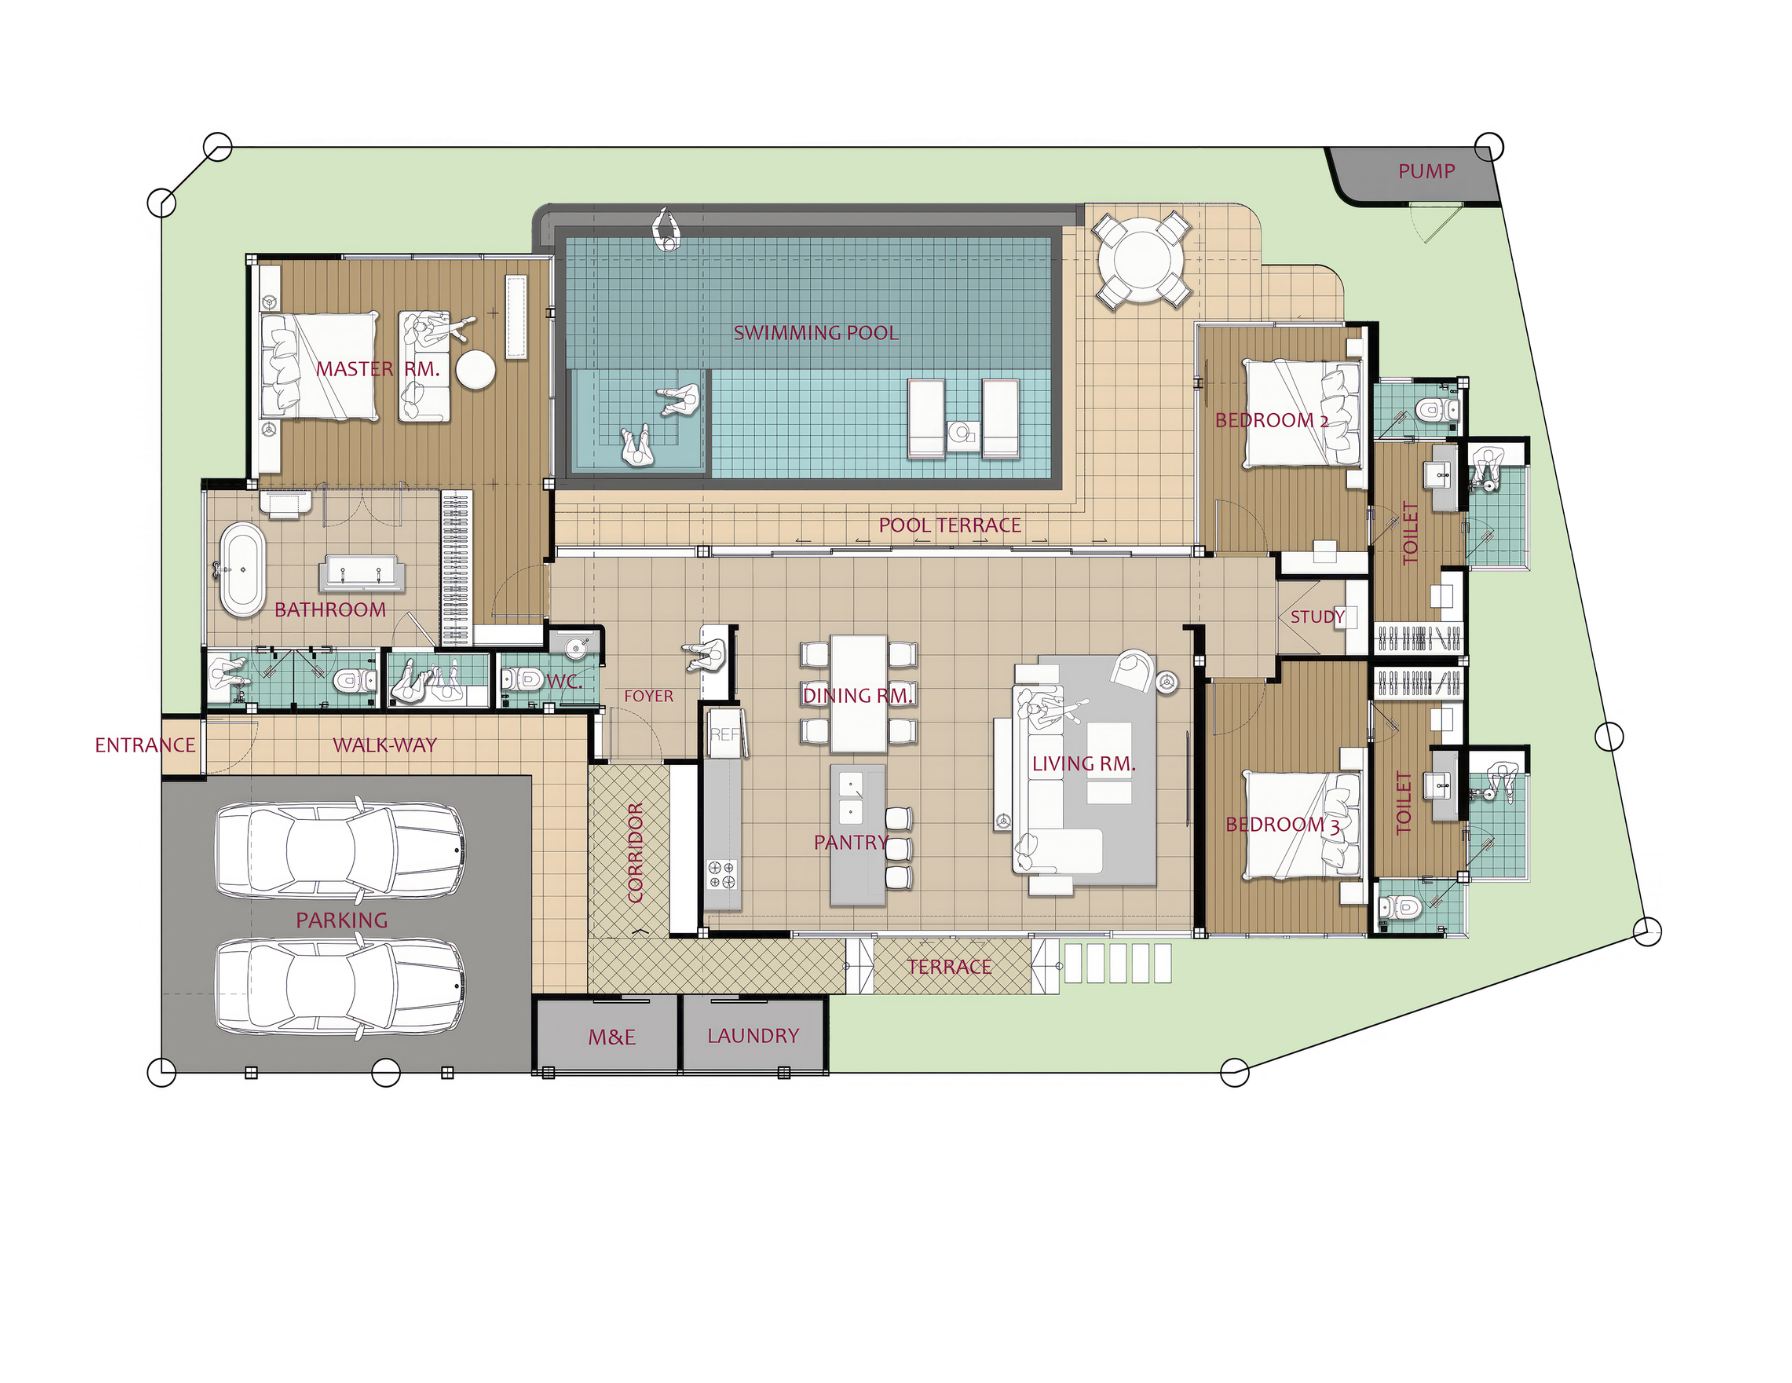 PUMP
SWIMMING POOL
MASTER RM.
BEDROOM 2
POOL TERRACE
TOILET
BATHROOM
STUDY
WC.
FOYER
DINING RM.
REF
ENTRANCE
WALK-WAY
LIVING RM.
TOILET
CORRIDOR
PANTRY
BEDROOM 3
PARKING
TERRACE
M&E
LAUNDRY